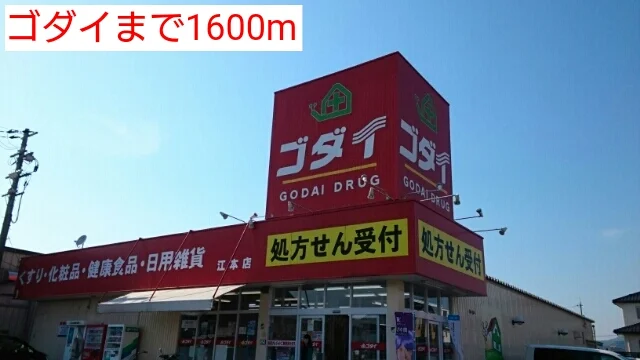 ゴダイまで1600m
ゴダイ
GODAI DRUG
ゴダイ
GODAI DRUG
処方せん受付
処方せん受付
くすり・化粧品・健康食品・日用雑貨 江本店